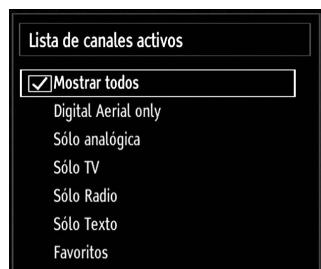 Lista de canales activos
Mostrar todos
Digital Aerial only
Sólo analógica
Sólo TV
Sólo Radio
Sólo Texto
Favoritos